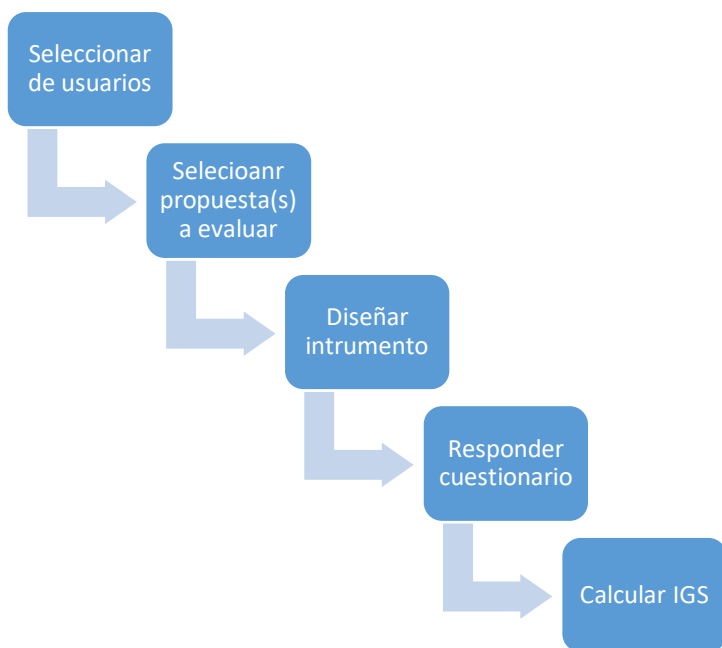 Seleccionar
de usuarios
Selecioanr
propuesta(s)
a evaluar
Diseñar
intrumento
Responder
cuestionario
Calcular IGS